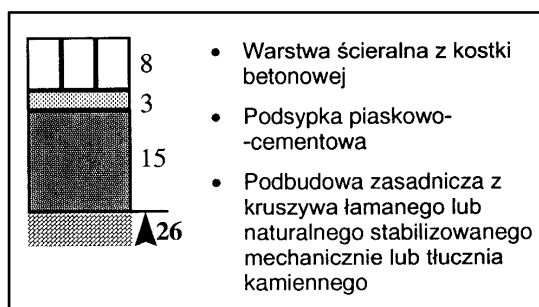 8
3
15
26
• Warstwa ścieralna z kostki
betonowej
• Podsypka piaskowo-
-cementowa
• Podbudowa zasadnicza z
kruszywa łamanego lub
naturalnego stabilizowanego
mechanicznie lub tłucznia
kamiennego